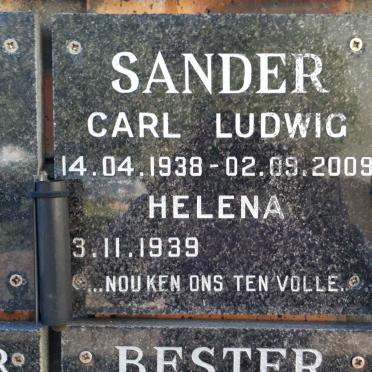 SANDER
CARL LUDWIG
14.04.1938-02.09.2009
HELENA
3.11.1939
...NOU KEN ONS TEN VOLLE.
BESTER